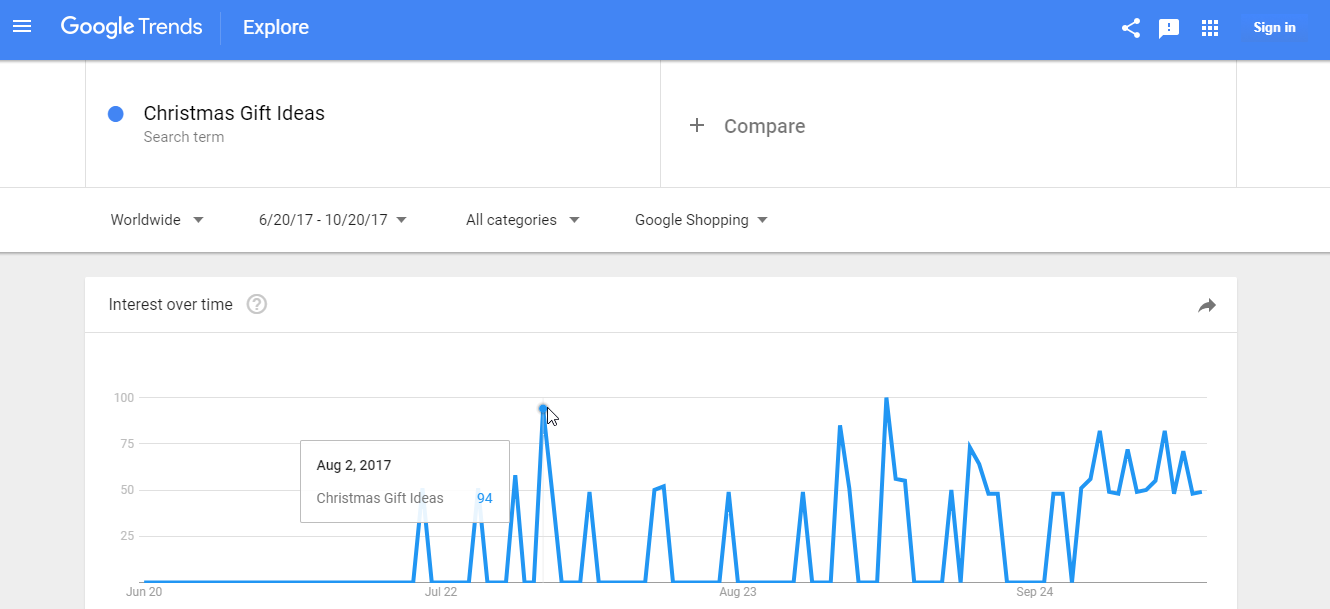 Google Trends Explore Sign in
Christmas Gift Ideas
Search term
+ Compare
Worldwide 6/20/17 - 10/20/17 All categories Google Shopping
Interest over time ?
100
75
Aug 2, 2017
50
Christmas Gift Ideas 94
25
Jun 20 Jul 22 Aug 23 Sep 24